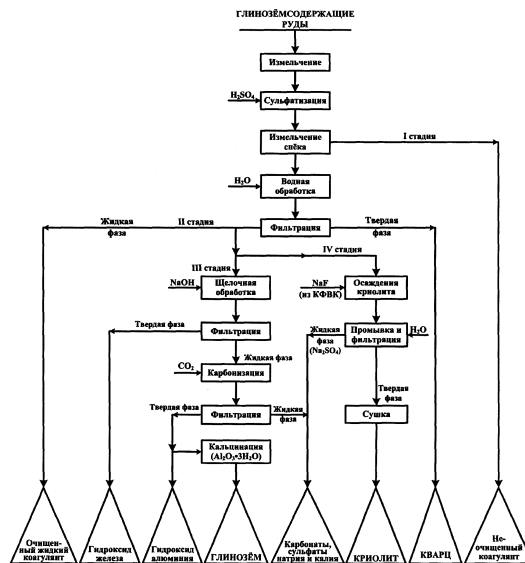 ГЛИНОЗЁМСОДЕРЖАЩИЕ
РУДЫ
Измельчение
H₂SO₄
Сульфатизация
Измельчение
спёка
I стадия
H₂O
Водная
обработка
Жидкая
фаза
II стадия
Фильтрация
Твердая
фаза
IV стадия
III стадия
NaOH
Щелочная
обработка
NaF
(из КФВК)
Осаждения
криолита
Твердая фаза
Фильтрация
Жидкая
фаза
(Na₂SO₄)
Промывка и
фильтрация
H₂O
Жидкая фаза
CO₂
Карбонизация
Твердая
фаза
Твердая фаза
Фильтрация
Жидкая
фаза
Сушка
Кальцинация
(Al₂O₃•3H₂O)
Очищен-
ный жидкий
коагулянт
Гидроксид
железа
Гидроксид
алюминия
ГЛИНОЗЁМ
Карбонаты,
сульфаты
натрия и калия
КРИОЛИТ
КВАРЦ
Не-
очищенный
коагулянт